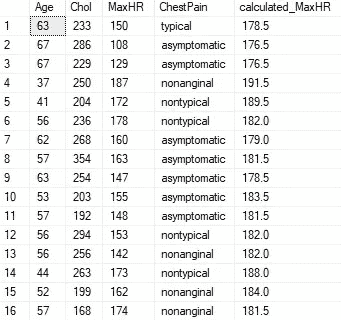 Age Chol MaxHR ChestPain calculated_MaxHR
1 63 233 150 typical 178.5
2 67 286 108 asymptomatic 176.5
3 67 229 129 asymptomatic 176.5
4 37 250 187 nonanginal 191.5
5 41 204 172 nontypical 189.5
6 56 236 178 nontypical 182.0
7 62 268 160 asymptomatic 179.0
8 57 354 163 asymptomatic 181.5
9 63 254 147 asymptomatic 178.5
10 53 203 155 asymptomatic 183.5
11 57 192 148 asymptomatic 181.5
12 56 294 153 nontypical 182.0
13 56 256 142 nonanginal 182.0
14 44 263 173 nontypical 188.0
15 52 199 162 nonanginal 184.0
16 57 168 174 nonanginal 181.5